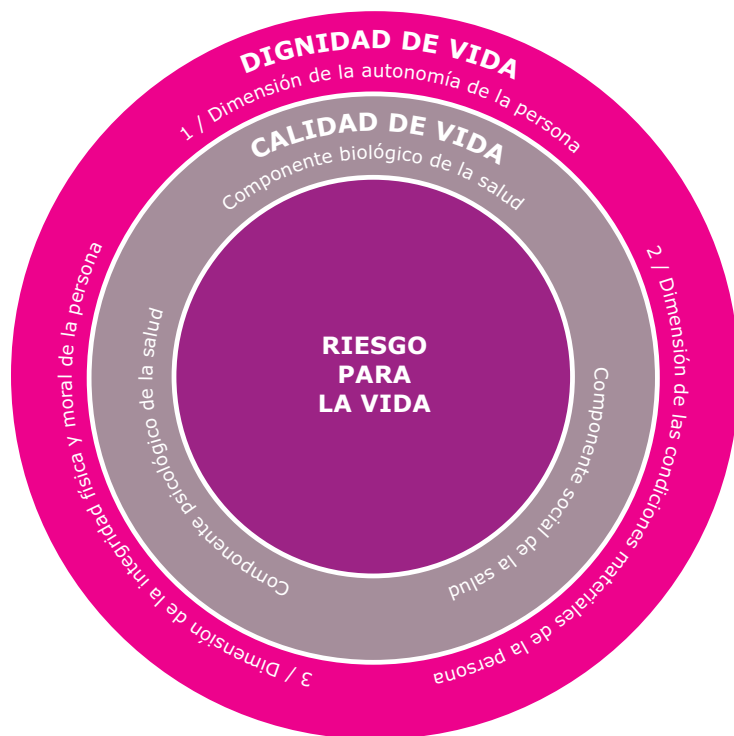 DIGNIDAD DE VIDA
1 / Dimensión de la autonomía de la persona
CALIDAD DE VIDA
Componente biológico de la salud
2 / Dimensión de las condiciones materiales de la persona
Componente social de la salud
3 / Dimensión de la integridad física y moral de la persona
Componente psicológico de la salud
RIESGO
PARA
LA VIDA